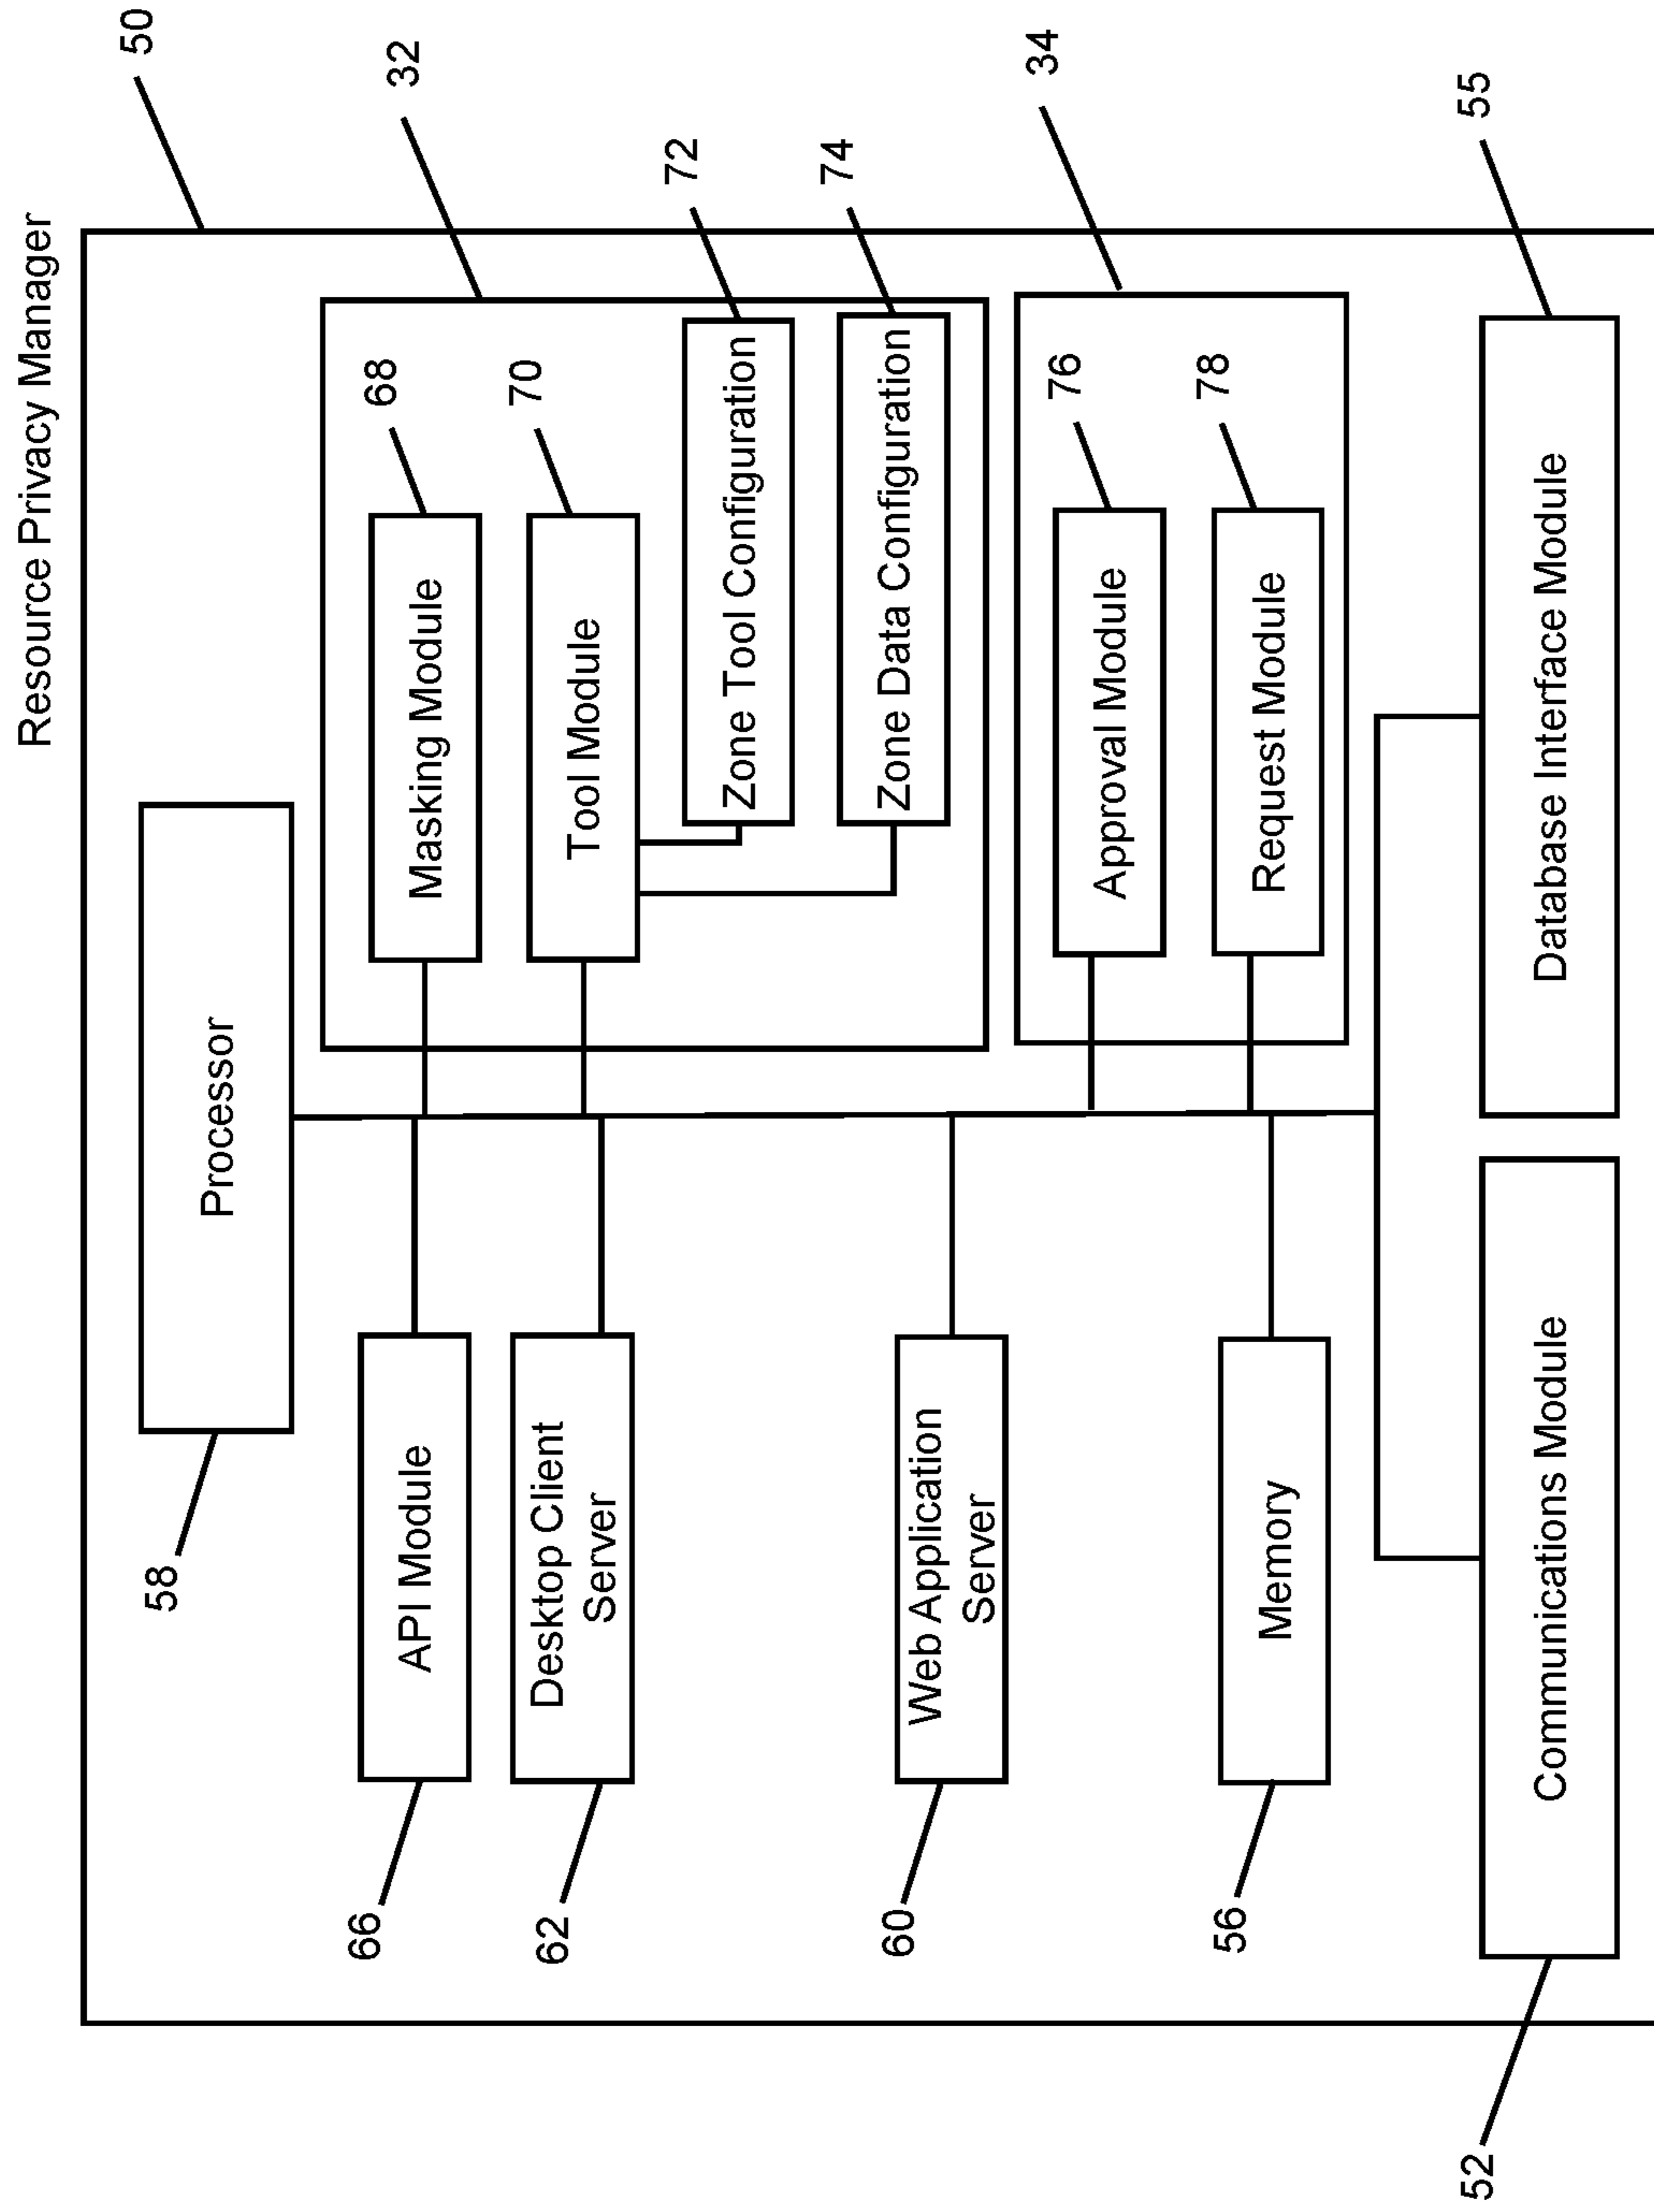 Resource Privacy Manager
50
Processor
58
32
Masking Module
68
Tool Module
70
Zone Tool Configuration
72
Zone Data Configuration
74
API Module
66
Desktop Client
Server
62
Web Application
Server
60
34
Approval Module
76
Request Module
78
Memory
56
Communications Module
52
Database Interface Module
55